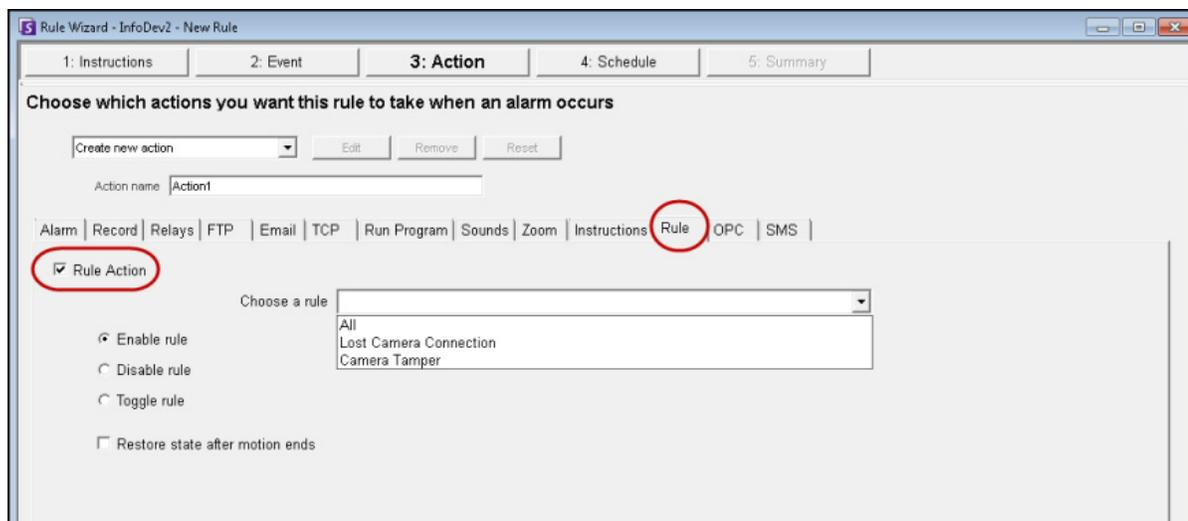 Rule Wizard - InfoDev2 - New Rule
1: Instructions 2: Event 3: Action 4: Schedule 5: Summary
Choose which actions you want this rule to take when an alarm occurs
Create new action Edit Remove Reset
Action name Action1
Alarm Record Relays FTP Email TCP Run Program Sounds Zoom Instructions Rule OPC SMS
Rule Action
Choose a rule
All
Enable rule Lost Camera Connection
Camera Tamper
Disable rule
Toggle rule
Restore state after motion ends